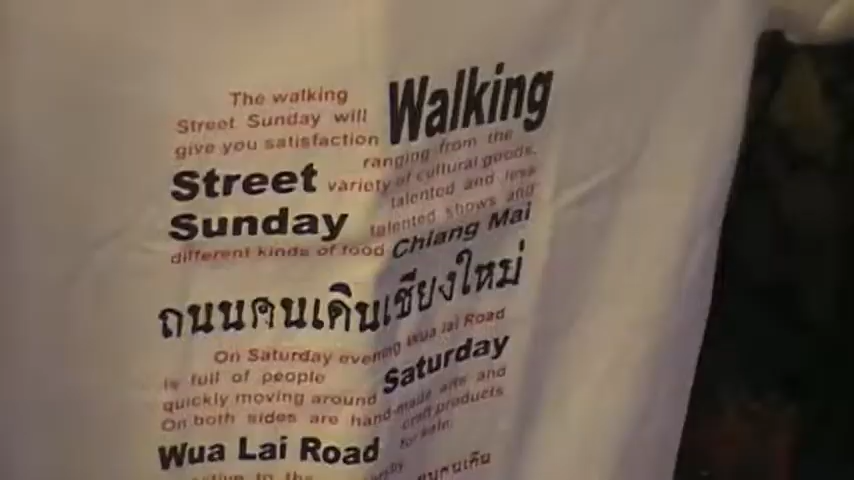 The walking
Street Sunday will
give you satisfaction Walking
ranging from the
Street variety of cultural goods,
talented and less
Sunday talented shows and
different kinds of food Chiang Mai
ถนนคนเดินเชียงใหม่
On Saturday evening Wua lai Road
is full of people Saturday
quickly moving around
On both sides are hand-made arts and
craft products
Wua Lai Road for sale.
to the